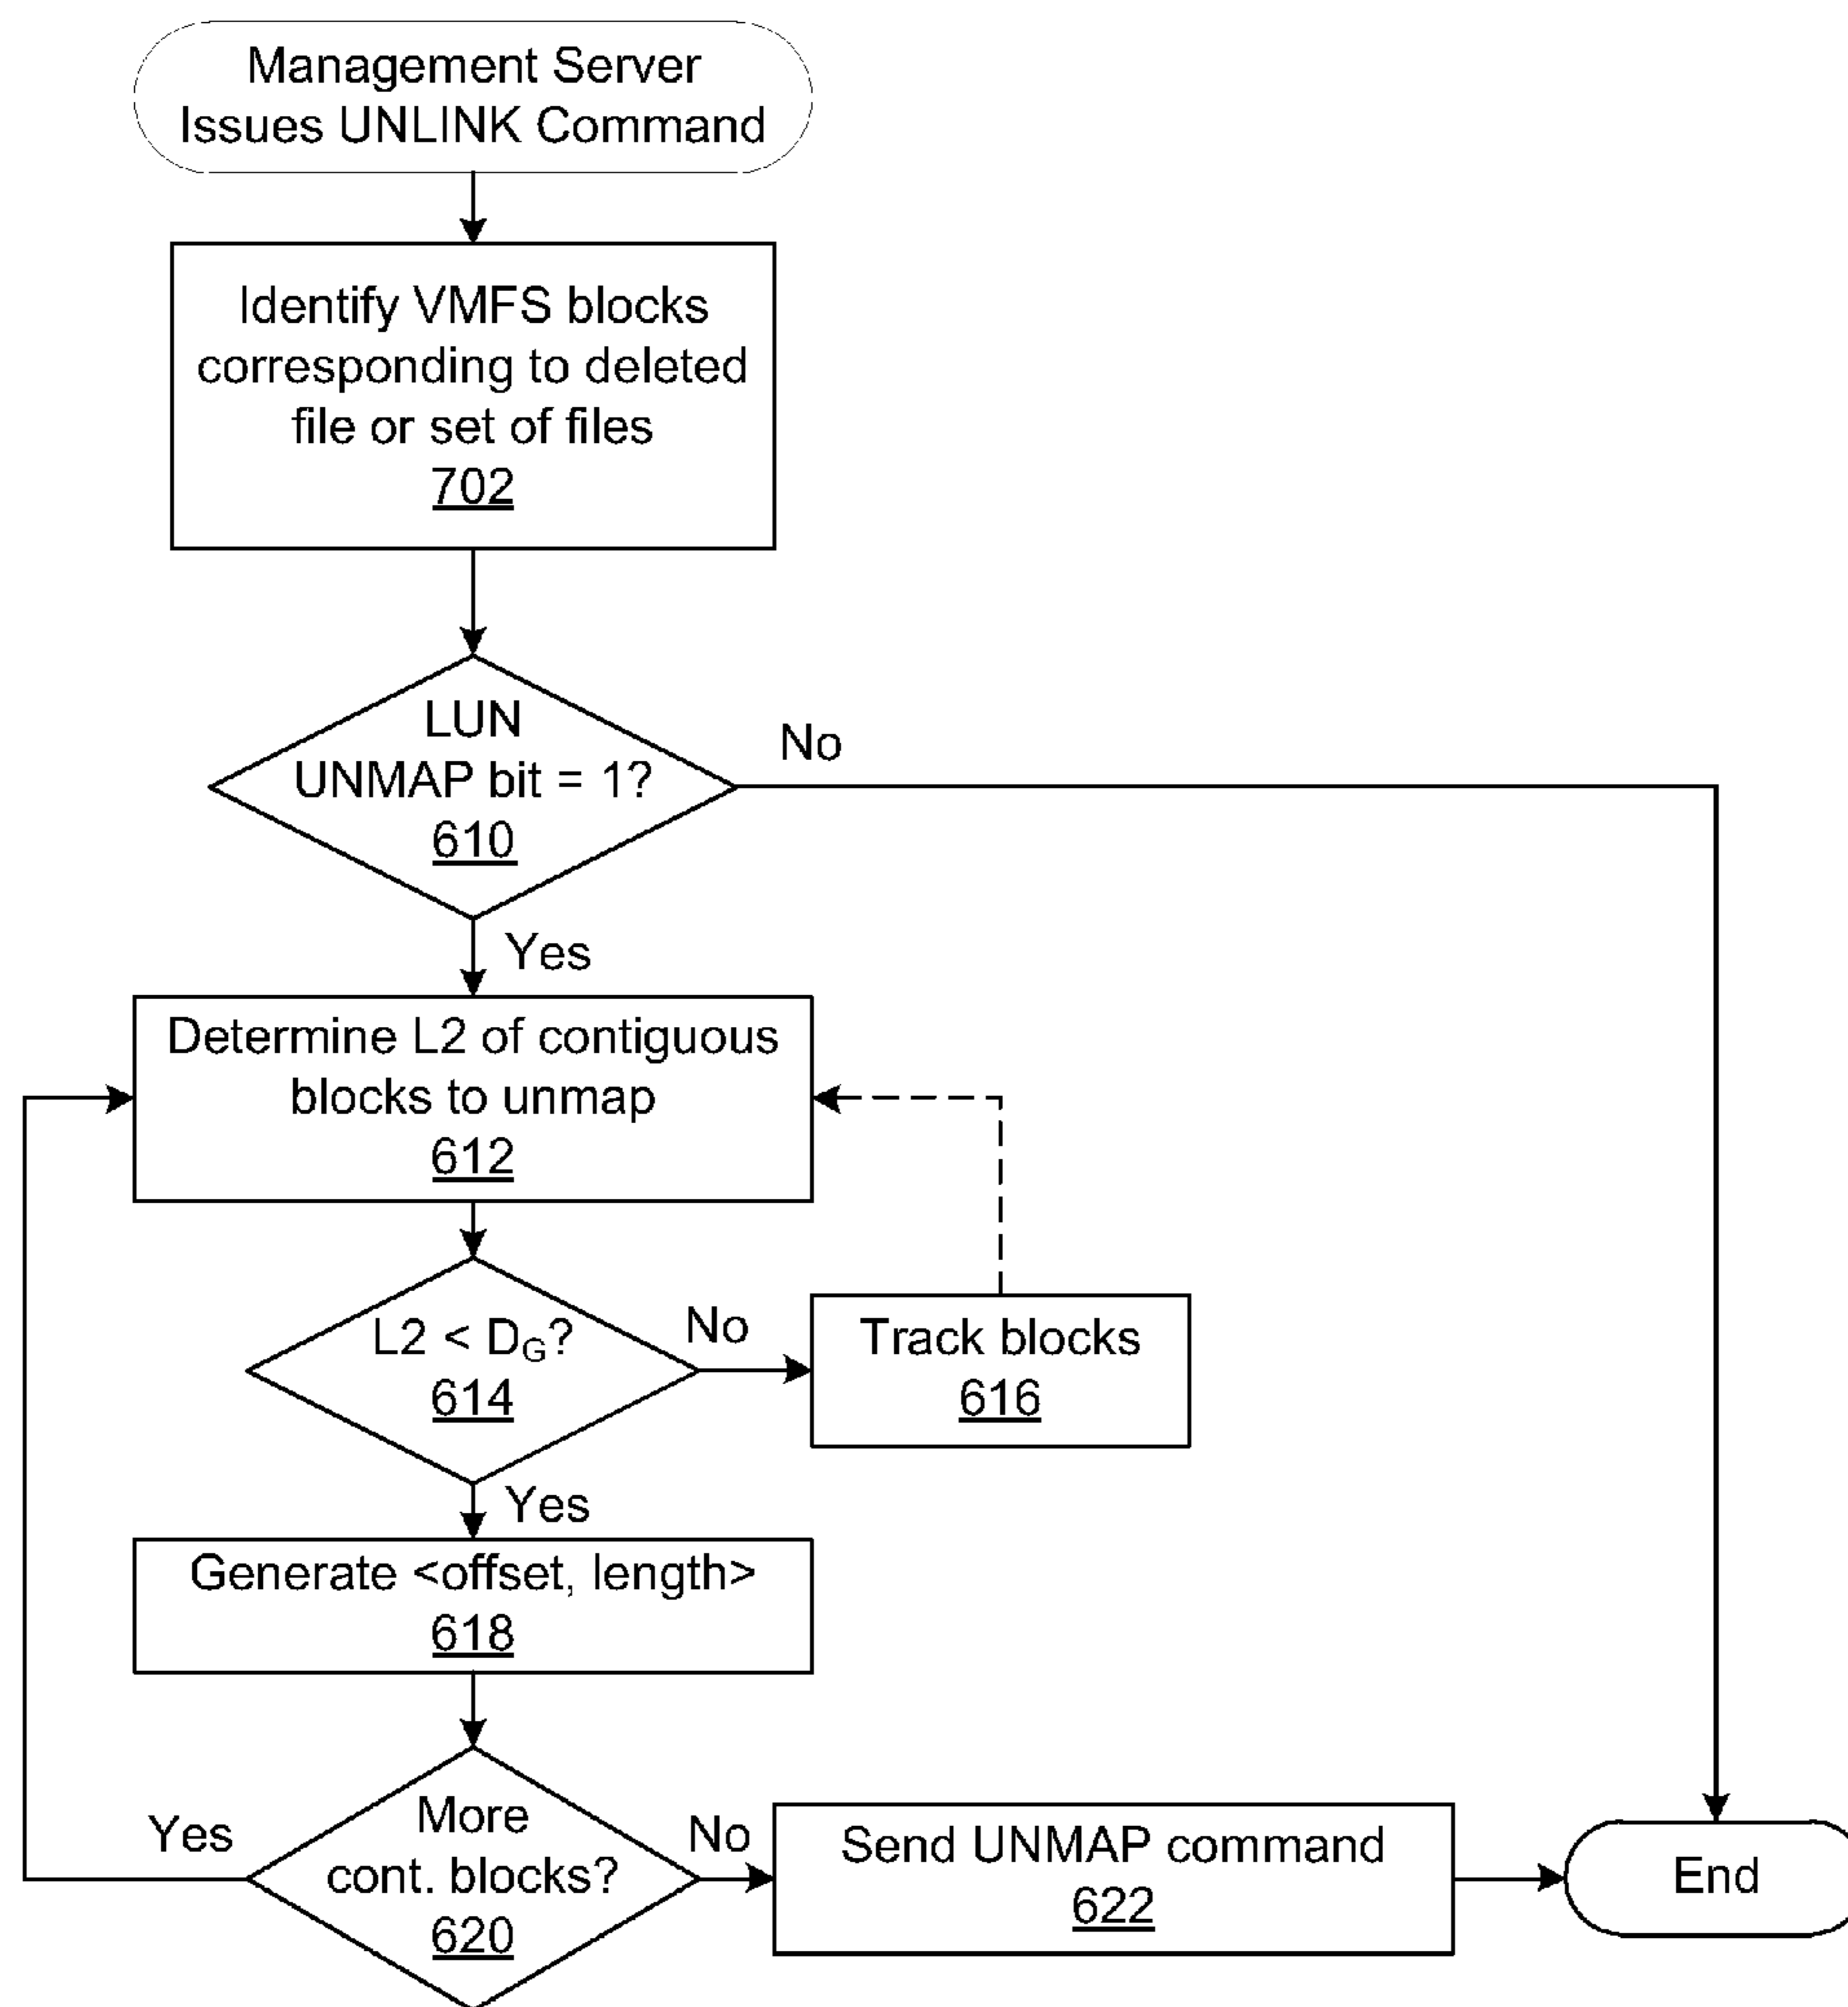 Management Server
Issues UNLINK Command
Identify VMFS blocks
corresponding to deleted
file or set of files
702
LUN
UNMAP bit = 1?
610
No
Yes
Determine L2 of contiguous
blocks to unmap
612
L2 < D_G?
614
No
Track blocks
616
Yes
Generate <offset, length>
618
More
cont. blocks?
620
Yes
No
Send UNMAP command
622
End